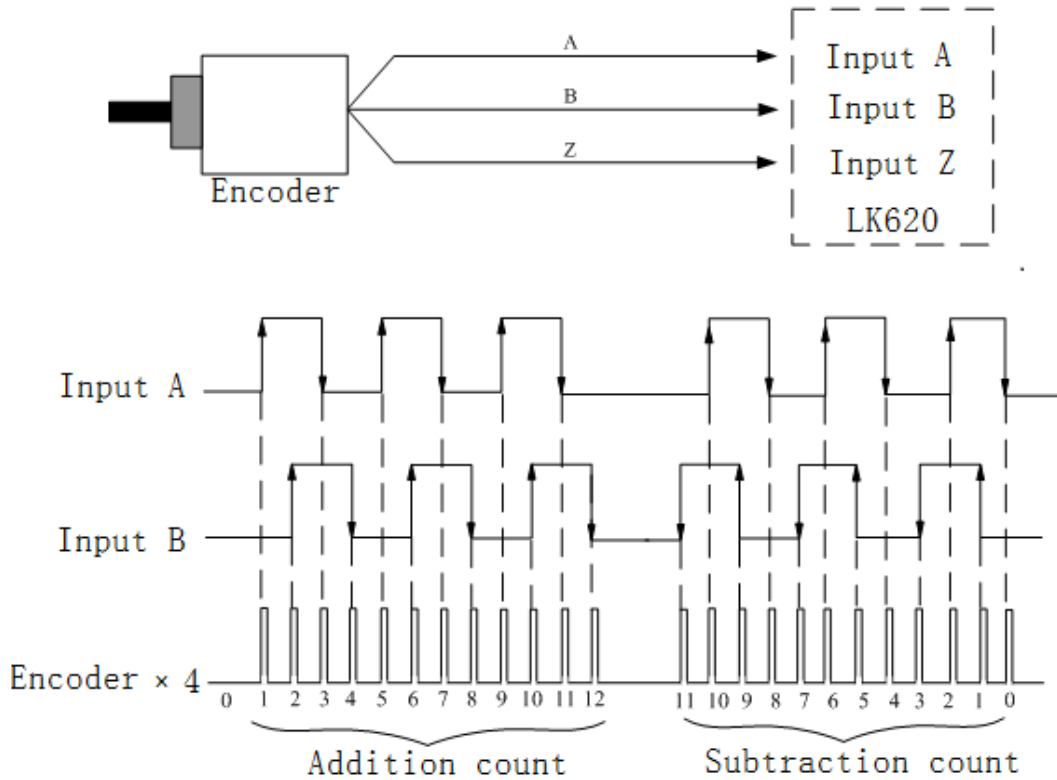 A
Input A
B
Input B
Z
Input Z
Encoder
LK620
Input A
Input B
Encoder × 4
0 1 2 3 4 5 6 7 8 9 10 11 12 11 10 9 8 7 6 5 4 3 2 1 0
Addition count
Subtraction count